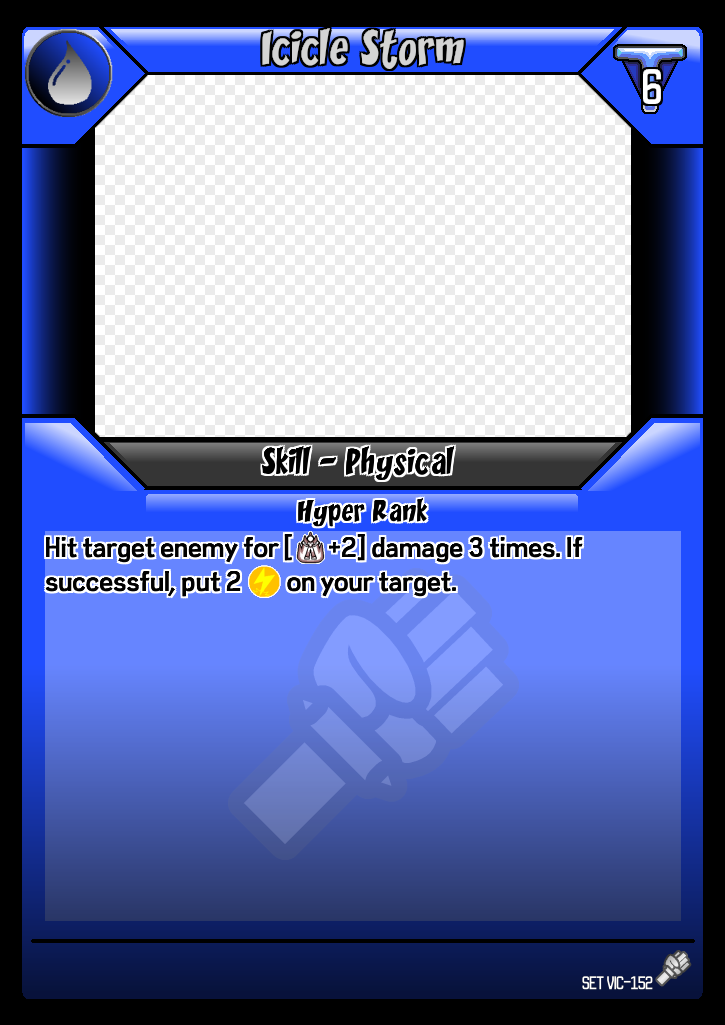 Icicle Storm
6
Skill - Physical
Hyper Rank
Hit target enemy for [ +2] damage 3 times. If
successful, put 2 on your target.
SET VIC-152